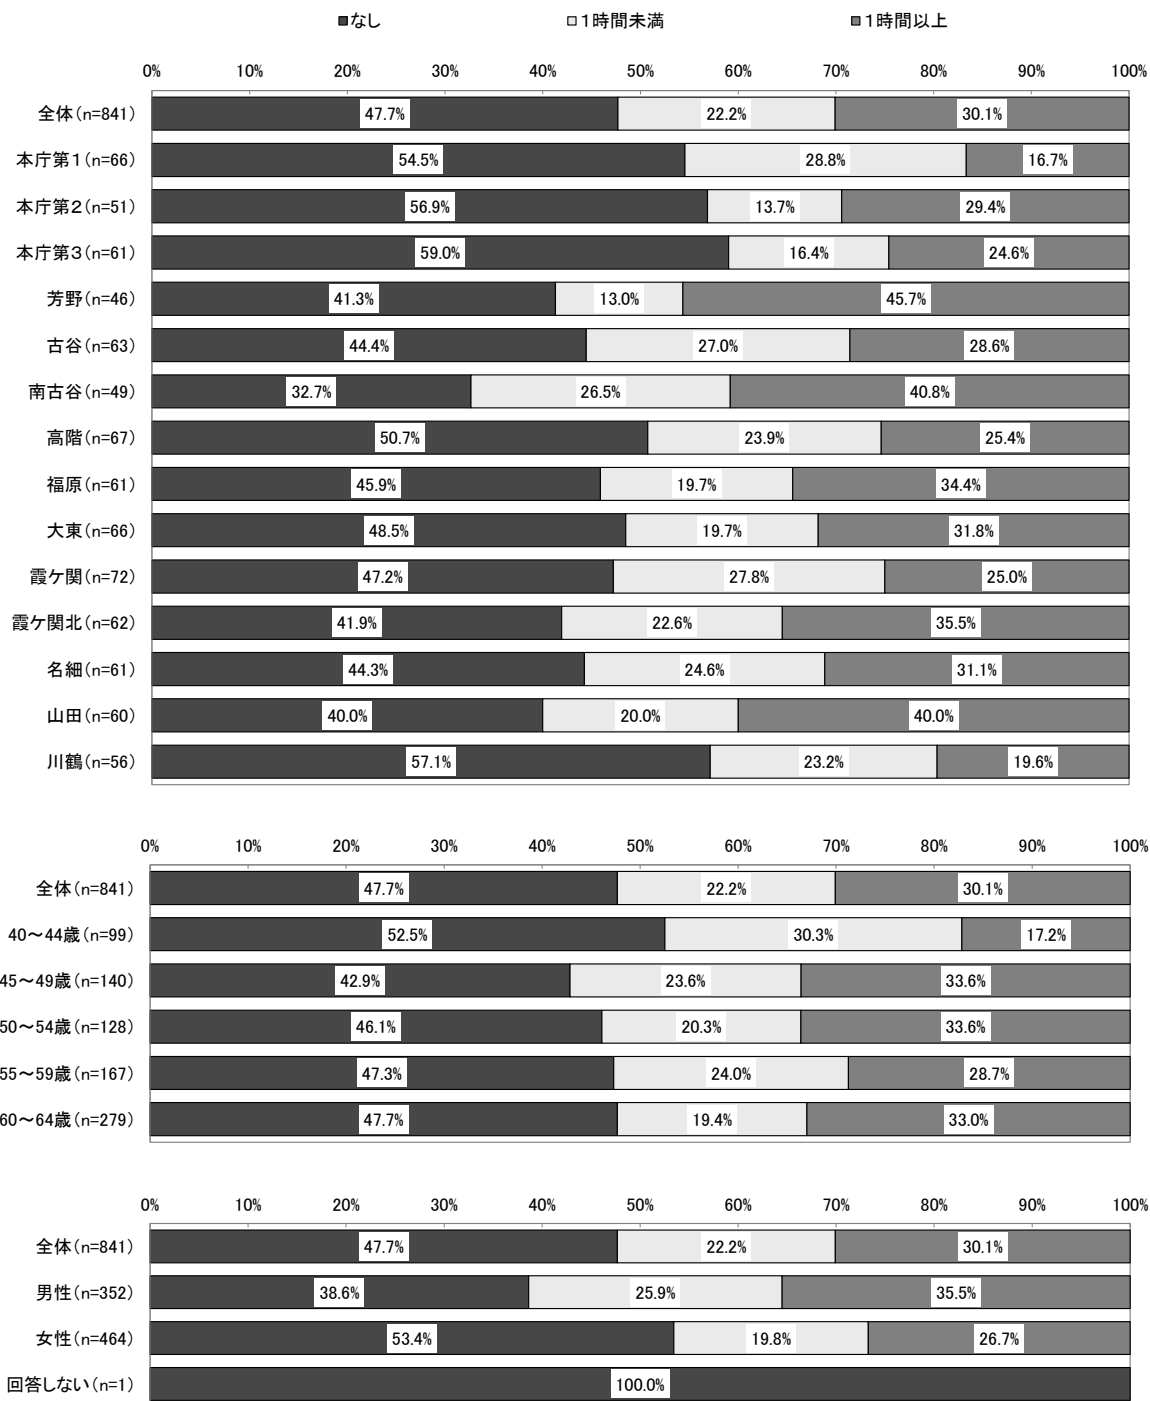 ■なし □1時間未満 ■1時間以上
0% 10% 20% 30% 40% 50% 60% 70% 80% 90% 100%
全体(n=841) 47.7% 22.2% 30.1%
本庁第1(n=66) 54.5% 28.8% 16.7%
本庁第2(n=51) 56.9% 13.7% 29.4%
本庁第3(n=61) 59.0% 16.4% 24.6%
芳野(n=46) 41.3% 13.0% 45.7%
古谷(n=63) 44.4% 27.0% 28.6%
南古谷(n=49) 32.7% 26.5% 40.8%
高階(n=67) 50.7% 23.9% 25.4%
福原(n=61) 45.9% 19.7% 34.4%
大東(n=66) 48.5% 19.7% 31.8%
霞ケ関(n=72) 47.2% 27.8% 25.0%
霞ケ関北(n=62) 41.9% 22.6% 35.5%
名細(n=61) 44.3% 24.6% 31.1%
山田(n=60) 40.0% 20.0% 40.0%
川鶴(n=56) 57.1% 23.2% 19.6%
0% 10% 20% 30% 40% 50% 60% 70% 80% 90% 100%
全体(n=841) 47.7% 22.2% 30.1%
40～44歳(n=99) 52.5% 30.3% 17.2%
45～49歳(n=140) 42.9% 23.6% 33.6%
50～54歳(n=128) 46.1% 20.3% 33.6%
55～59歳(n=167) 47.3% 24.0% 28.7%
60～64歳(n=279) 47.7% 19.4% 33.0%
0% 10% 20% 30% 40% 50% 60% 70% 80% 90% 100%
全体(n=841) 47.7% 22.2% 30.1%
男性(n=352) 38.6% 25.9% 35.5%
女性(n=464) 53.4% 19.8% 26.7%
回答しない(n=1) 100.0%